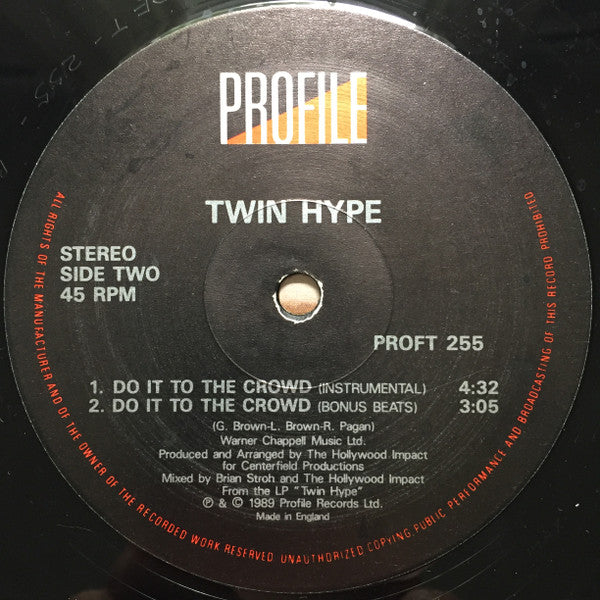 PROFILE
TWIN HYPE
STEREO
SIDE TWO
45 RPM
PROFT 255
1. DO IT TO THE CROWD (INSTRUMENTAL) 4:32
2. DO IT TO THE CROWD (BONUS BEATS) 3:05
(G. Brown-L. Brown-R. Pagan)
Warner Chappell Music Ltd.
Produced and Arranged by The Hollywood Impact
for Centerfield Productions
Mixed by Brian Stroh and The Hollywood Impact
From the LP "Twin Hype"
℗ & © 1989 Profile Records Ltd.
Made in England
ALL RIGHTS OF THE MANUFACTURER AND OF THE OWNER OF THE RECORDED WORK RESERVED. UNAUTHORIZED COPYING, PUBLIC PERFORMANCE AND BROADCASTING OF THIS RECORD PROHIBITED